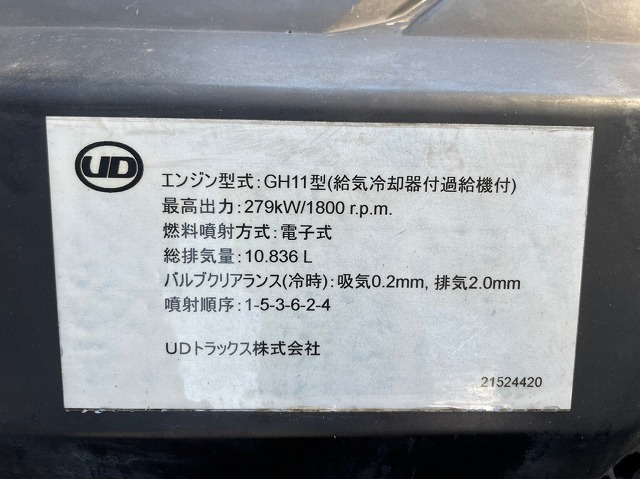 UD
エンジン型式:GH11型(給気冷却器付過給機付)
最高出力:279kW/1800 r.p.m.
燃料噴射方式:電子式
総排気量:10.836 L
バルブクリアランス(冷時):吸気0.2mm, 排気2.0mm
噴射順序:1-5-3-6-2-4
UDトラックス株式会社
21524420